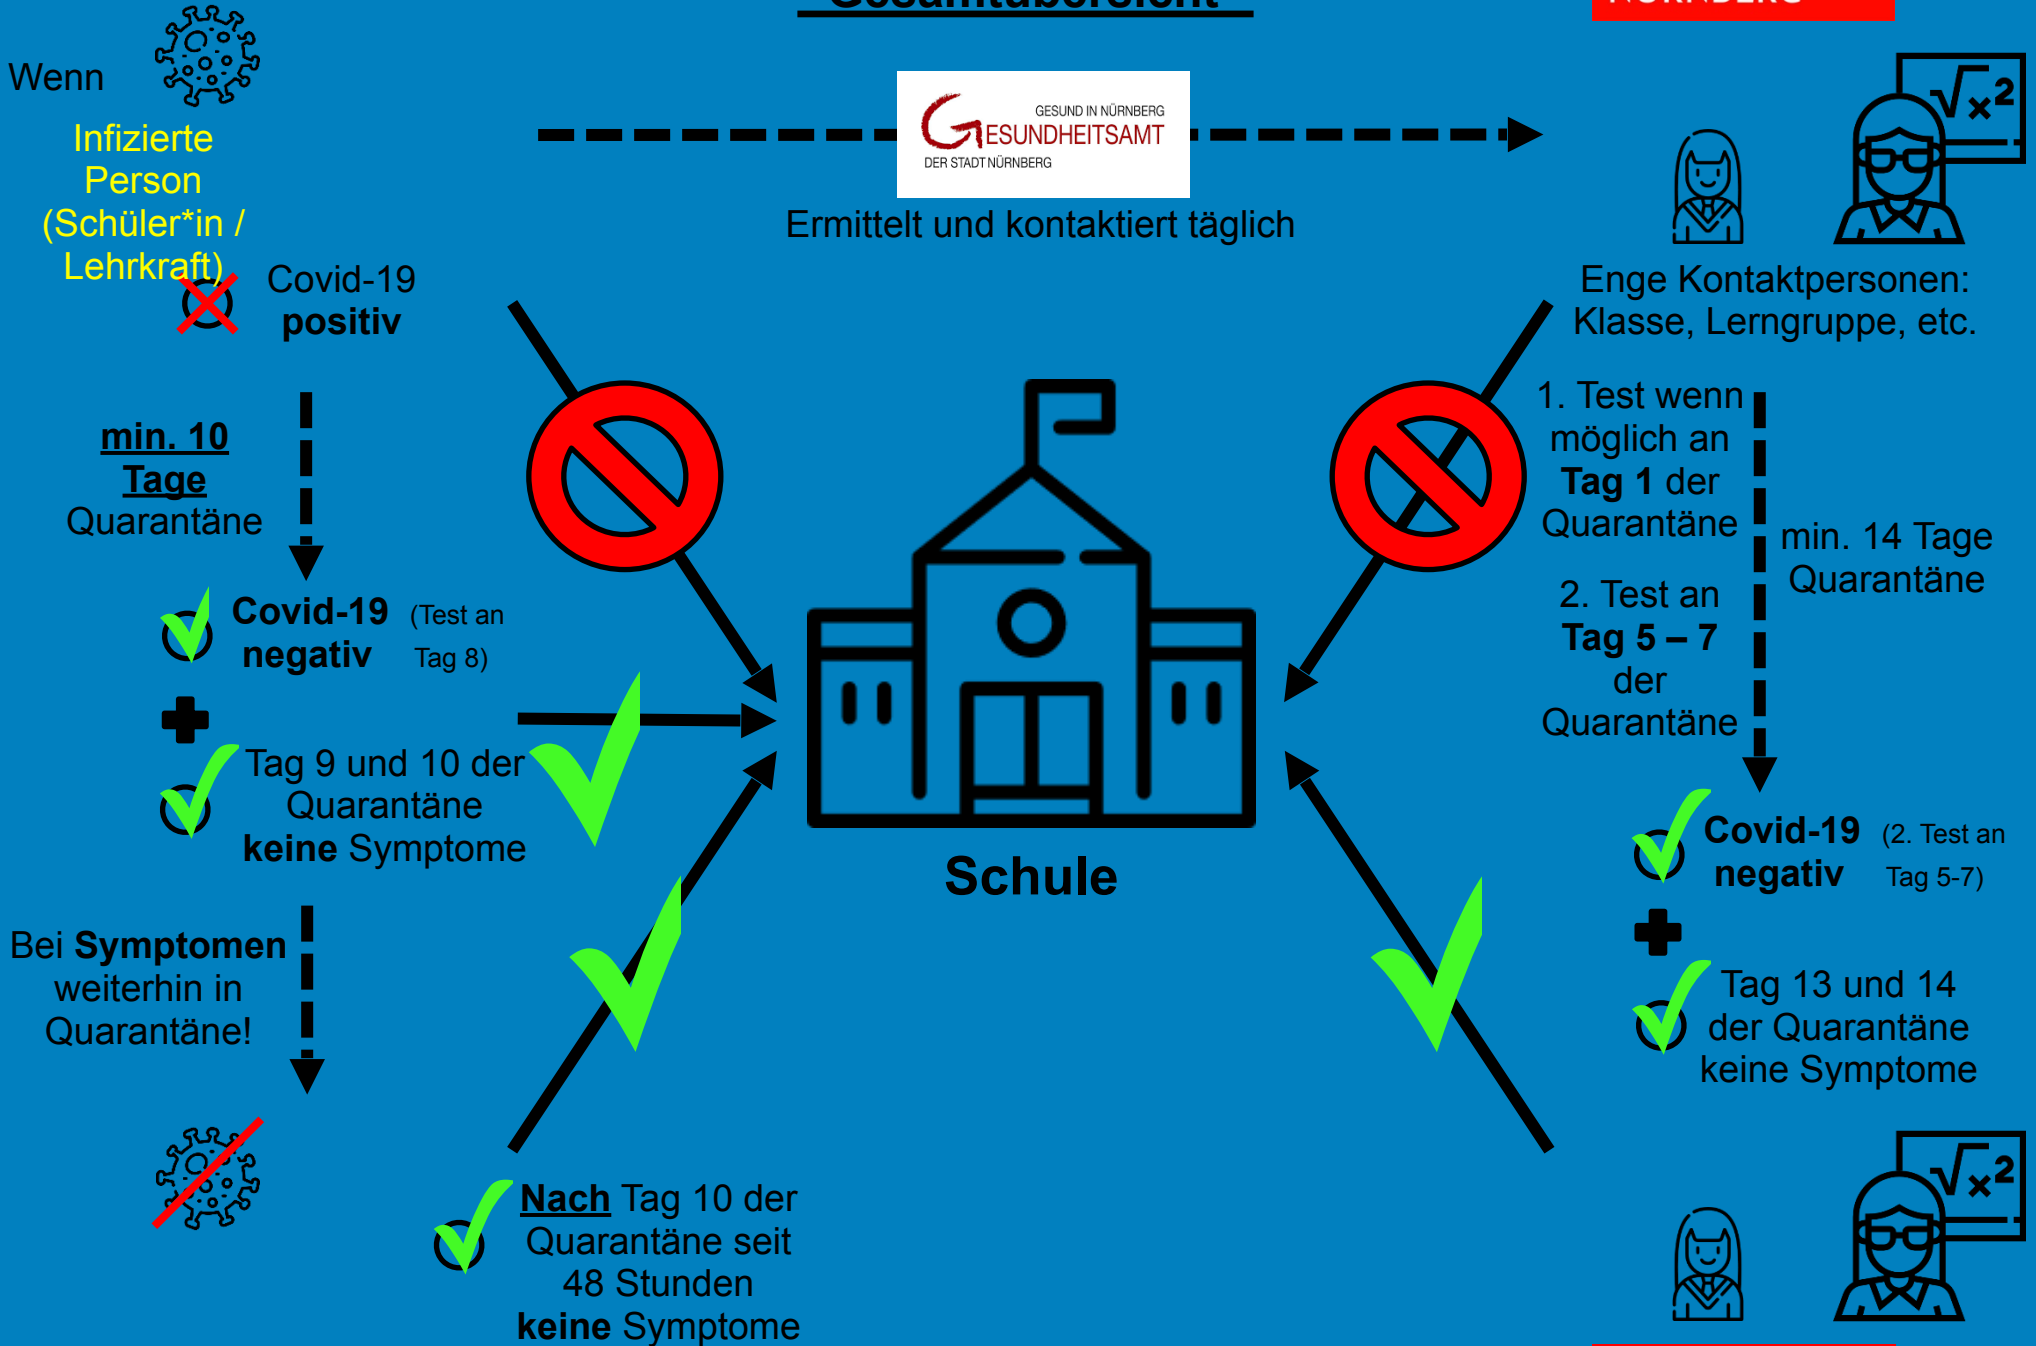 Gesamtübersicht
NÜRNBERG
Wenn
Infizierte
Person
(Schüler*in /
Lehrkraft)
Covid-19
positiv
GESUND IN NÜRNBERG
GESUNDHEITSAMT
DER STADT NÜRNBERG
Ermittelt und kontaktiert täglich
√x²
Enge Kontaktpersonen:
Klasse, Lerngruppe, etc.
min. 10
Tage
Quarantäne
1. Test wenn
möglich an
Tag 1 der
Quarantäne
2. Test an
Tag 5 – 7
der
Quarantäne
min. 14 Tage
Quarantäne
Covid-19 (Test an
negativ Tag 8)
Tag 9 und 10 der
Quarantäne
keine Symptome
Schule
Covid-19 (2. Test an
negativ Tag 5-7)
Tag 13 und 14
der Quarantäne
keine Symptome
Bei Symptomen
weiterhin in
Quarantäne!
Nach Tag 10 der
Quarantäne seit
48 Stunden
keine Symptome
√x²